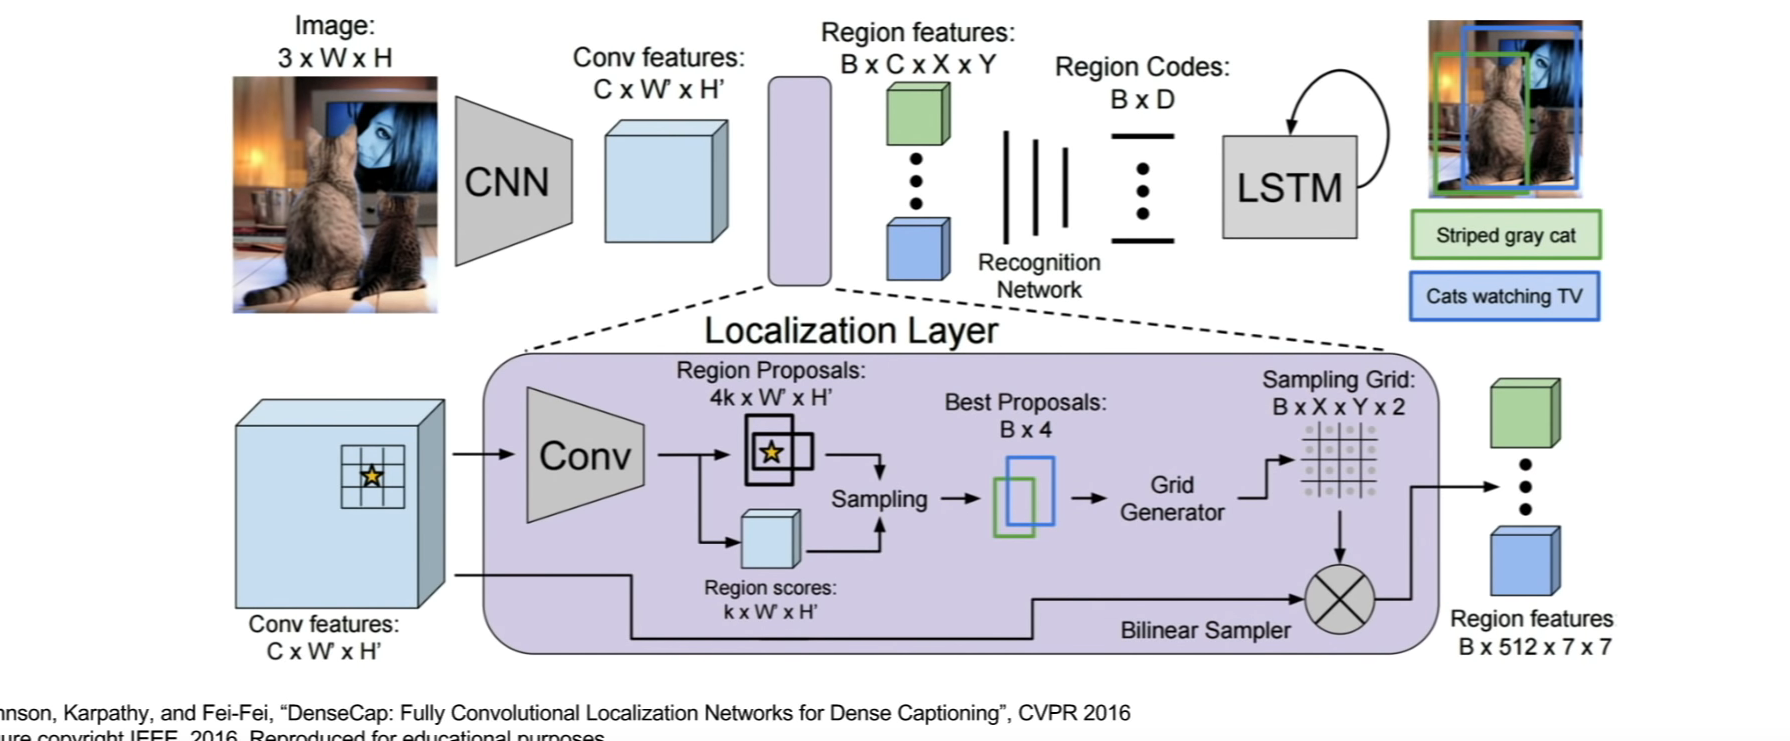 Image:
3 x W x H
Conv features:
C x W' x H'
Region features:
B x C x X x Y
Region Codes:
B x D
CNN
LSTM
Recognition
Network
Striped gray cat
Cats watching TV
Localization Layer
Region Proposals:
4k x W' x H'
Conv
Sampling
Region scores:
k x W' x H'
Best Proposals:
B x 4
Grid
Generator
Sampling Grid:
B x X x Y x 2
Bilinear Sampler
Conv features:
C x W' x H'
Region features
B x 512 x 7 x 7
nnson, Karpathy, and Fei-Fei, “DenseCap: Fully Convolutional Localization Networks for Dense Captioning”, CVPR 2016
ure copyright IEEE, 2016. Reproduced for educational purposes.